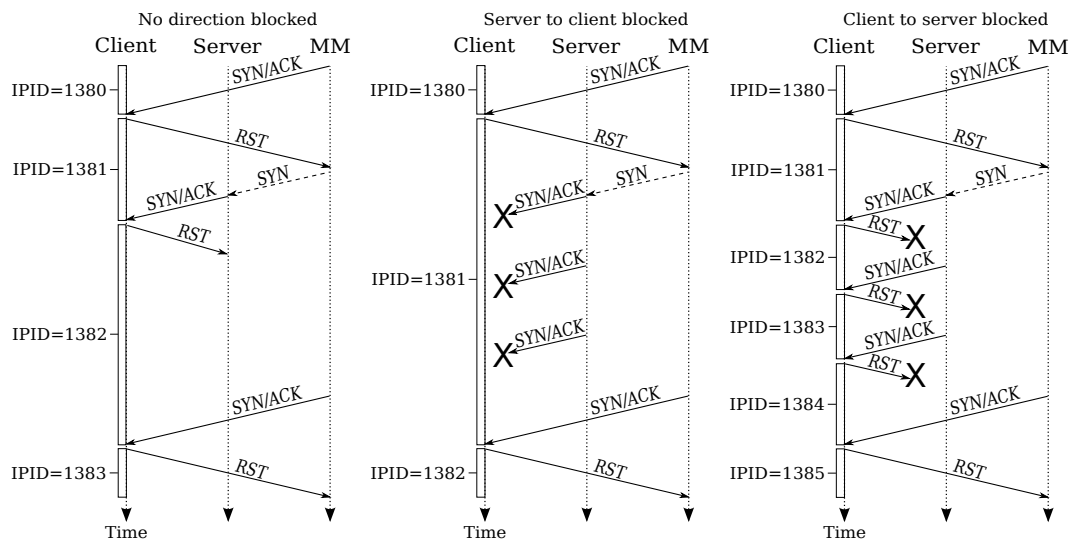 No direction blocked
Client Server MM
IPID=1380
SYN/ACK
RST
IPID=1381
SYN
SYN/ACK
RST
IPID=1382
SYN/ACK
IPID=1383
RST
Time
Server to client blocked
Client Server MM
IPID=1380
SYN/ACK
RST
SYN
SYN/ACK
X
IPID=1381
SYN/ACK
X
SYN/ACK
X
SYN/ACK
IPID=1382
RST
Time
Client to server blocked
Client Server MM
IPID=1380
SYN/ACK
RST
IPID=1381
SYN
SYN/ACK
RST
X
IPID=1382
SYN/ACK
RST
X
IPID=1383
SYN/ACK
RST
X
IPID=1384
SYN/ACK
IPID=1385
RST
Time